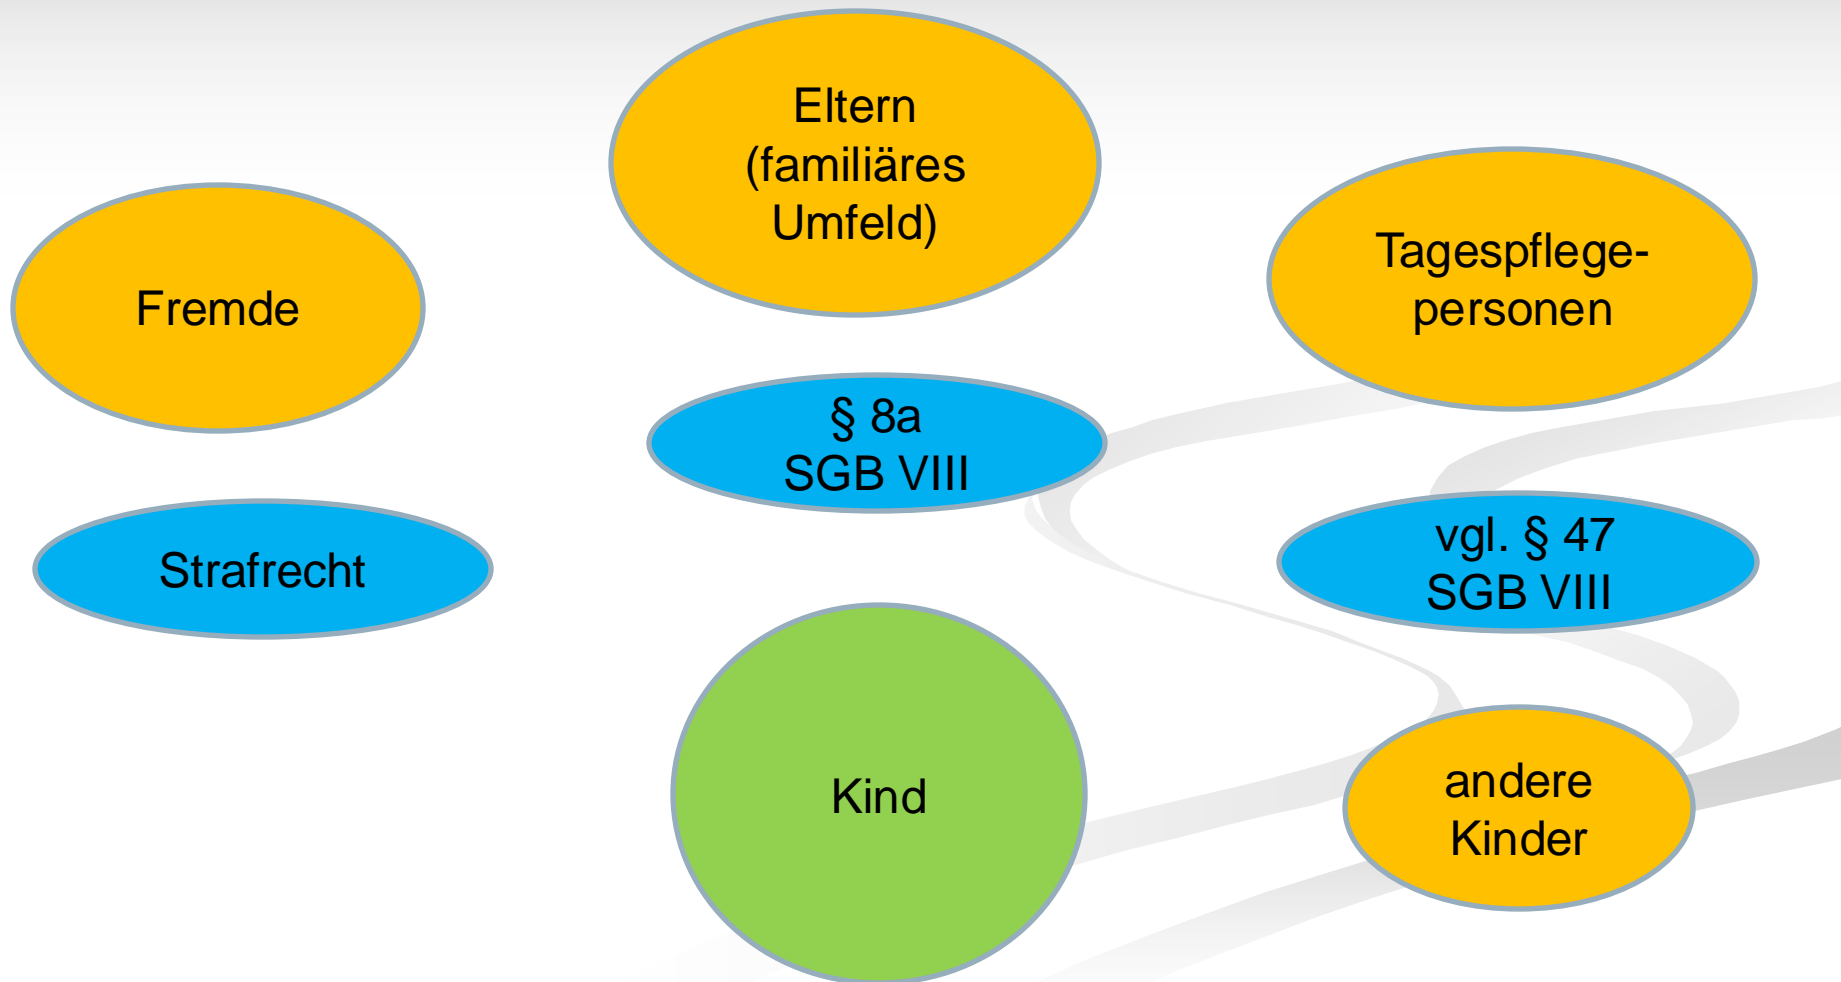 Eltern
(familiäres
Umfeld)
Fremde
Tagespflege-
personen
§ 8a
SGB VIII
Strafrecht
vgl. § 47
SGB VIII
Kind
andere
Kinder